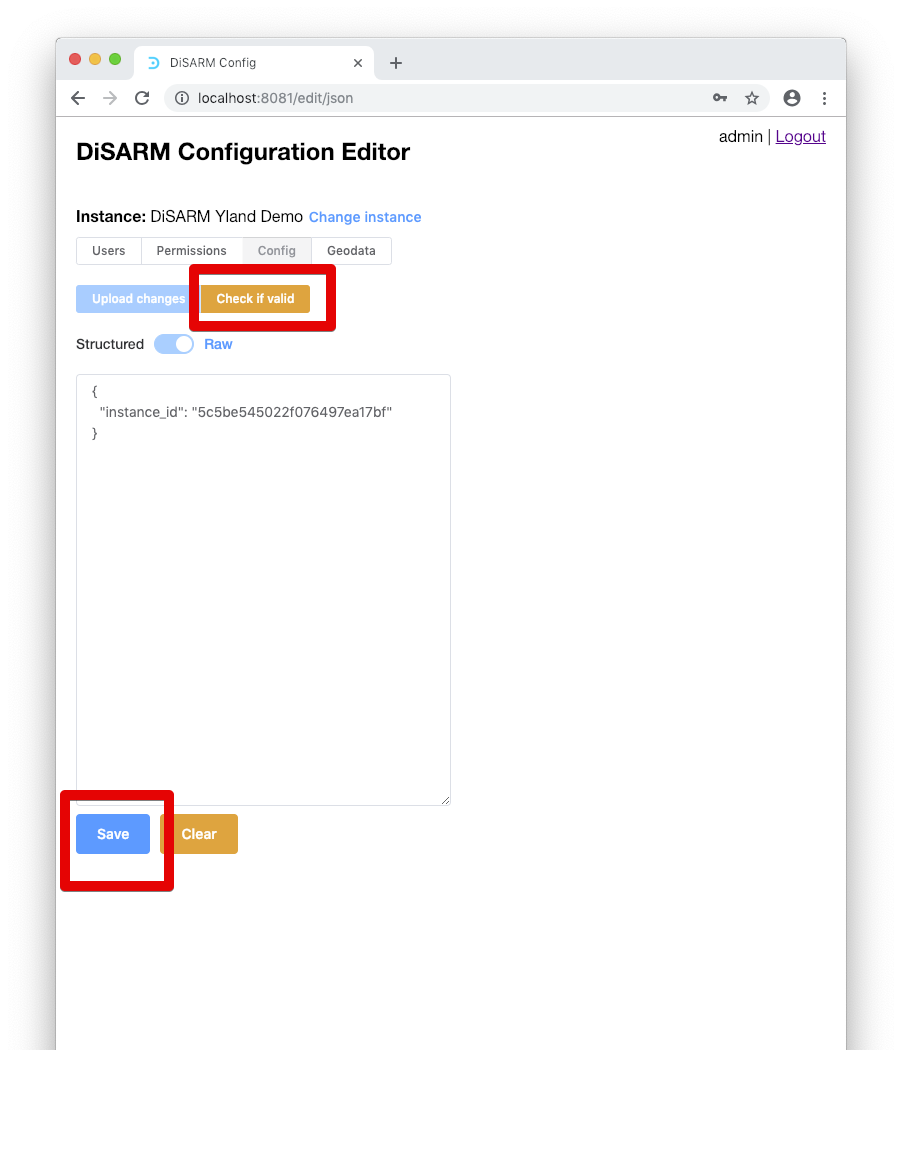 DiSARM Config
localhost:8081/edit/json
admin | Logout
DiSARM Configuration Editor
Instance: DiSARM Yland Demo Change instance
Users Permissions Config Geodata
Upload changes Check if valid
Structured Raw
{
"instance_id": "5c5be545022f076497ea17bf"
}
Save Clear